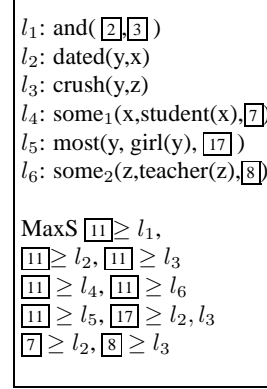 l₁: and( 2,3 )
l₂: dated(y,x)
l₃: crush(y,z)
l₄: some₁(x,student(x),7)
l₅: most(y, girl(y), 17 )
l₆: some₂(z,teacher(z),8)
MaxS 11 ≥ l₁,
11 ≥ l₂, 11 ≥ l₃
11 ≥ l₄, 11 ≥ l₆
11 ≥ l₅, 17 ≥ l₂, l₃
7 ≥ l₂, 8 ≥ l₃